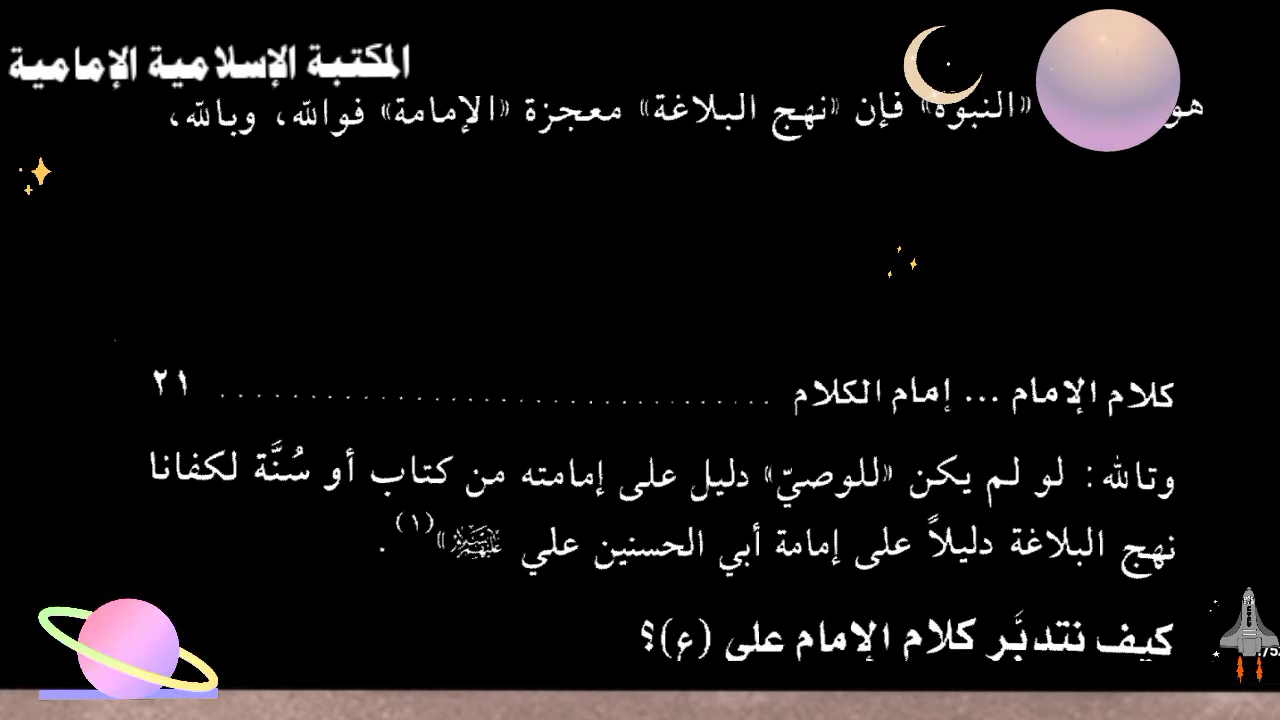 المكتبة الإسلامية الإمامية
«النبوة» فإن «نهج البلاغة» معجزة «الإمامة» فوالله، وبالله،
كلام الإمام ... إمام الكلام ........................................ ٢١
وتالله: لو لم يكن «للوصيّ» دليل على إمامته من كتاب أو سُنَّة لكفانا
نهج البلاغة دليلاً على إمامة أبي الحسنين علي ﷷ»(١).
كيف نتدبَّر كلام الإمام علي (ع)؟